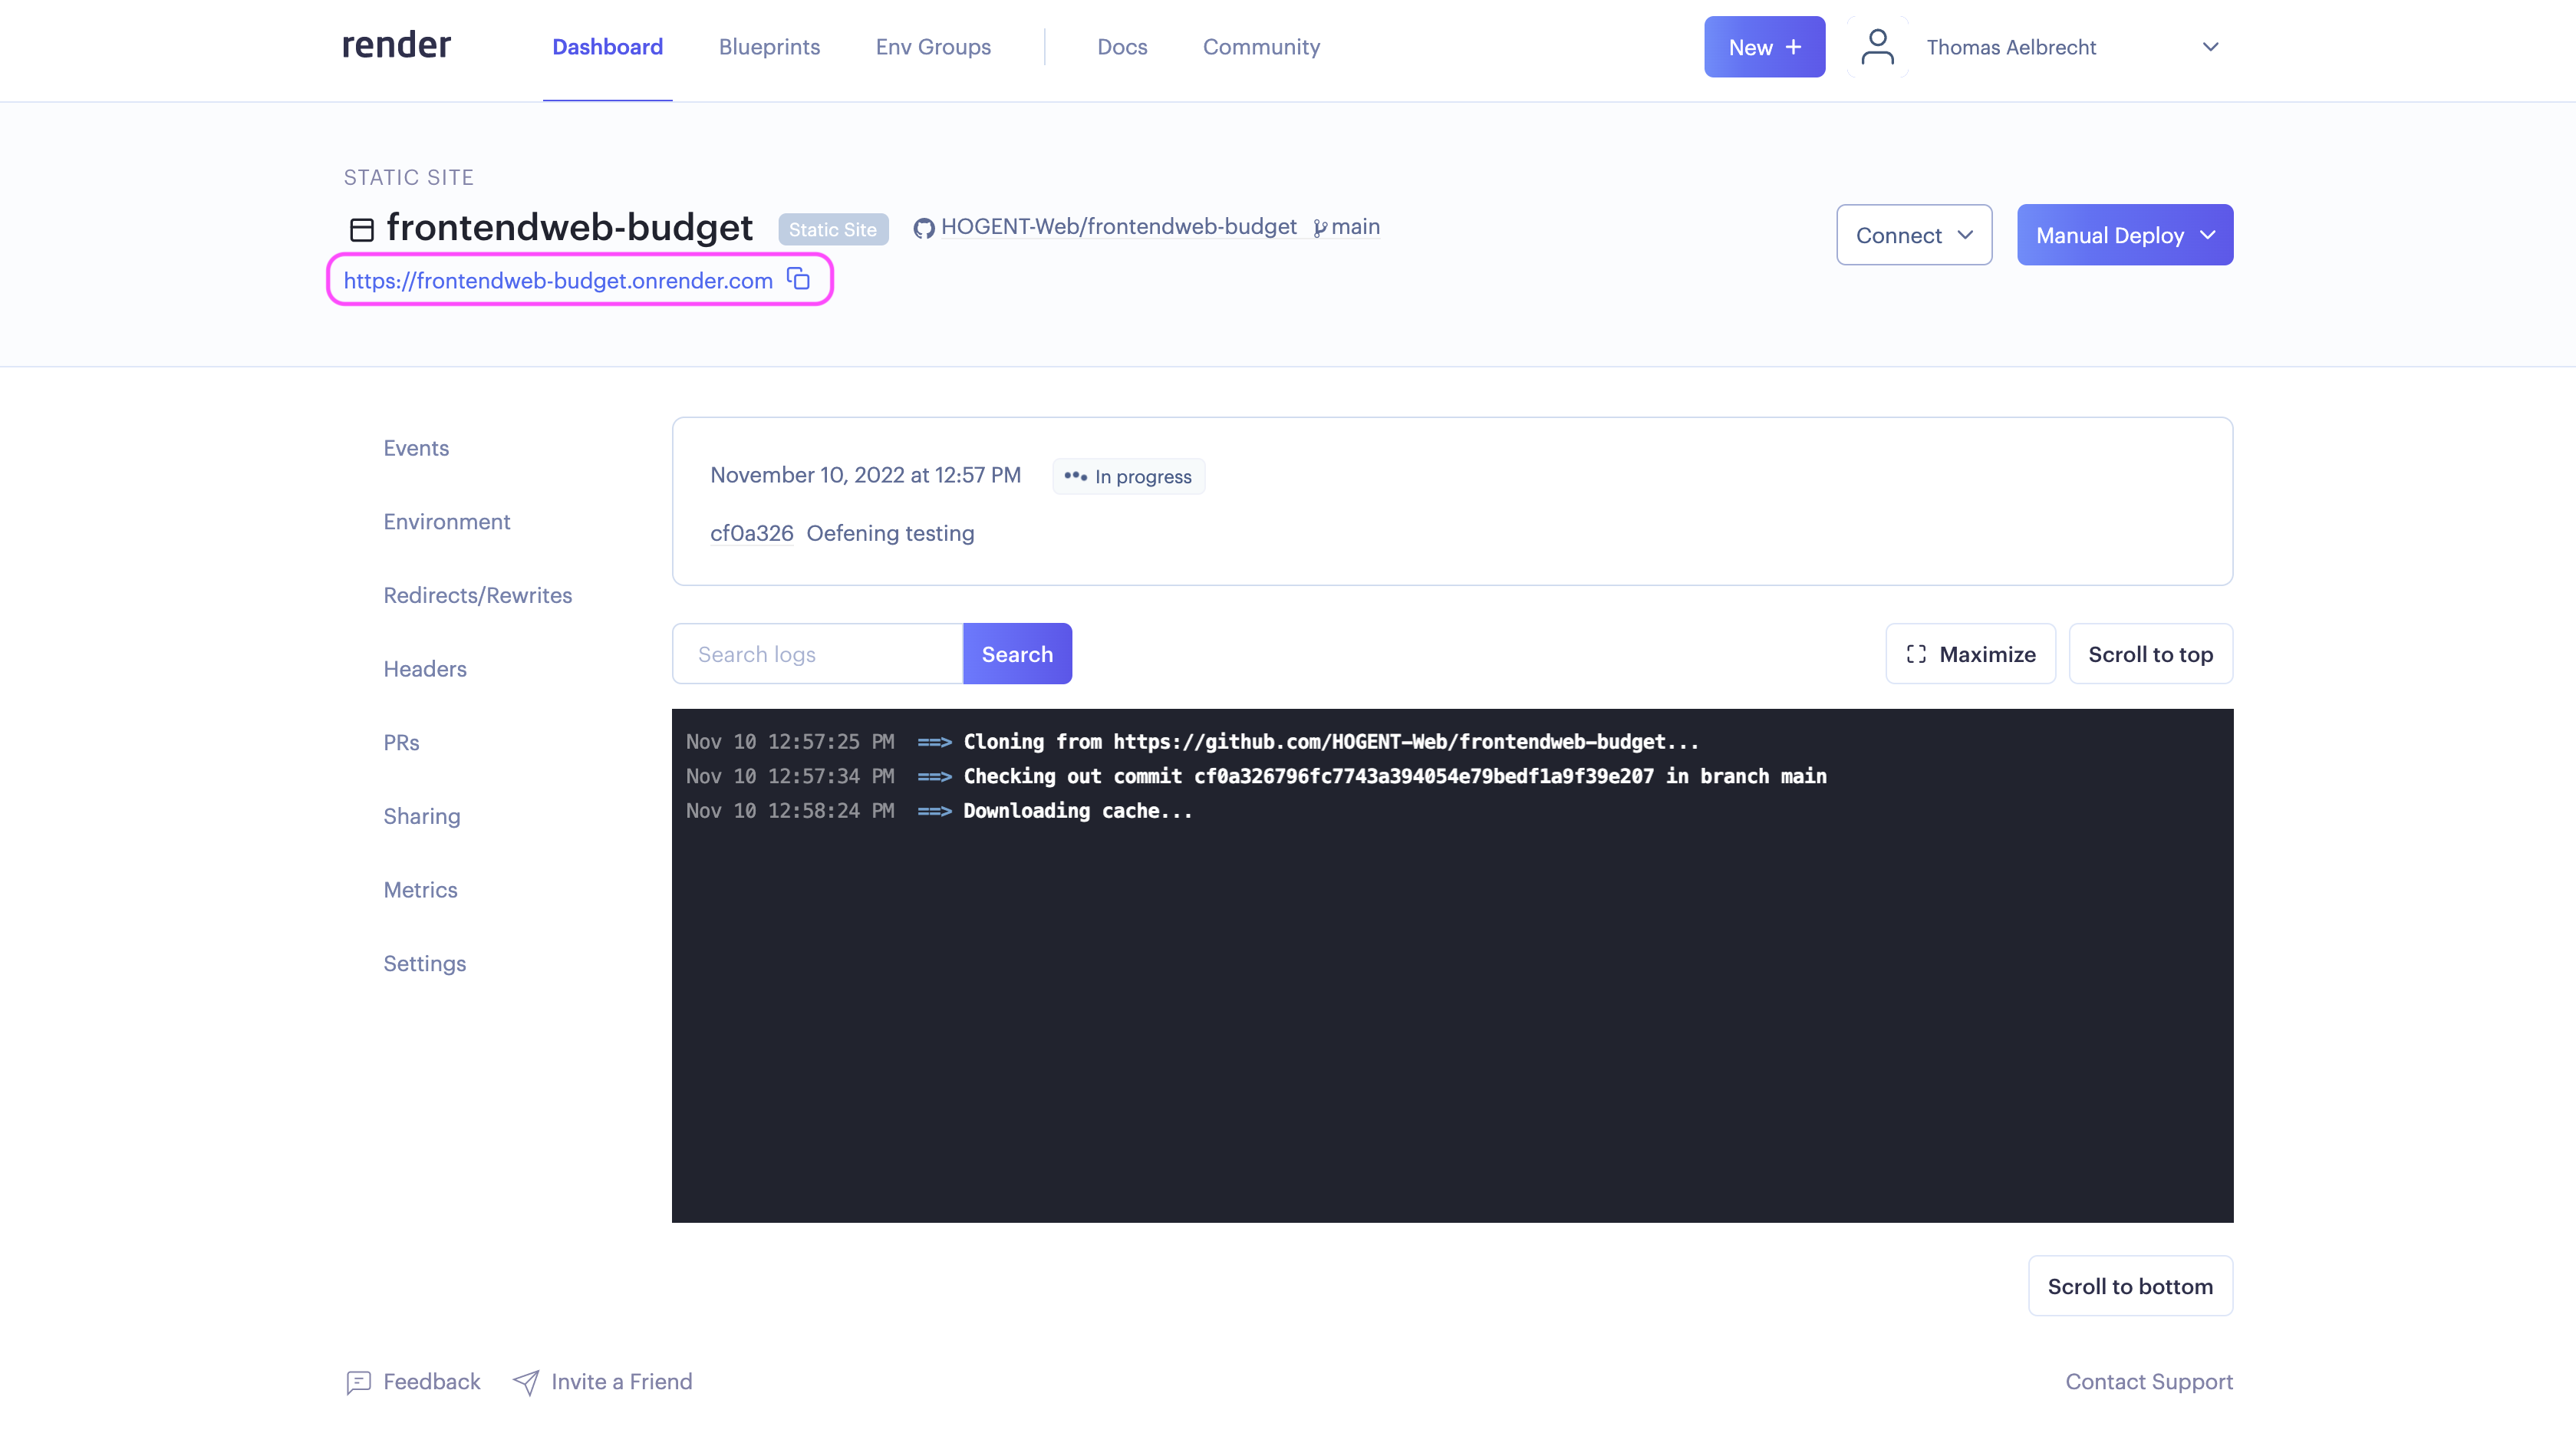 render Dashboard Blueprints Env Groups Docs Community New + Thomas Aelbrecht
STATIC SITE
frontendweb-budget Static Site HOGENT-Web/frontendweb-budget main
Connect Manual Deploy
https://frontendweb-budget.onrender.com
Events
Environment
Redirects/Rewrites
Headers
PRs
Sharing
Metrics
Settings
November 10, 2022 at 12:57 PM In progress
cf0a326 Oefening testing
Search logs Search Maximize Scroll to top
Nov 10 12:57:25 PM ==> Cloning from https://github.com/HOGENT-Web/frontendweb-budget...
Nov 10 12:57:34 PM ==> Checking out commit cf0a326796fc7743a394054e79bedf1a9f39e207 in branch main
Nov 10 12:58:24 PM ==> Downloading cache...
Scroll to bottom
Feedback Invite a Friend Contact Support